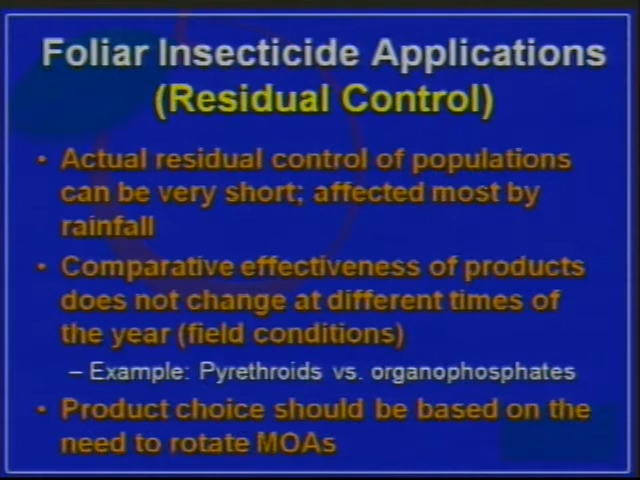 Foliar Insecticide Applications
(Residual Control)
• Actual residual control of populations
can be very short; affected most by
rainfall
• Comparative effectiveness of products
does not change at different times of
the year (field conditions)
– Example: Pyrethroids vs. organophosphates
• Product choice should be based on the
need to rotate MOAs